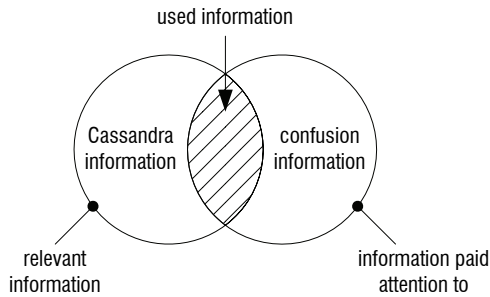 used information
Cassandra
information
confusion
information
relevant
information
information paid
attention to